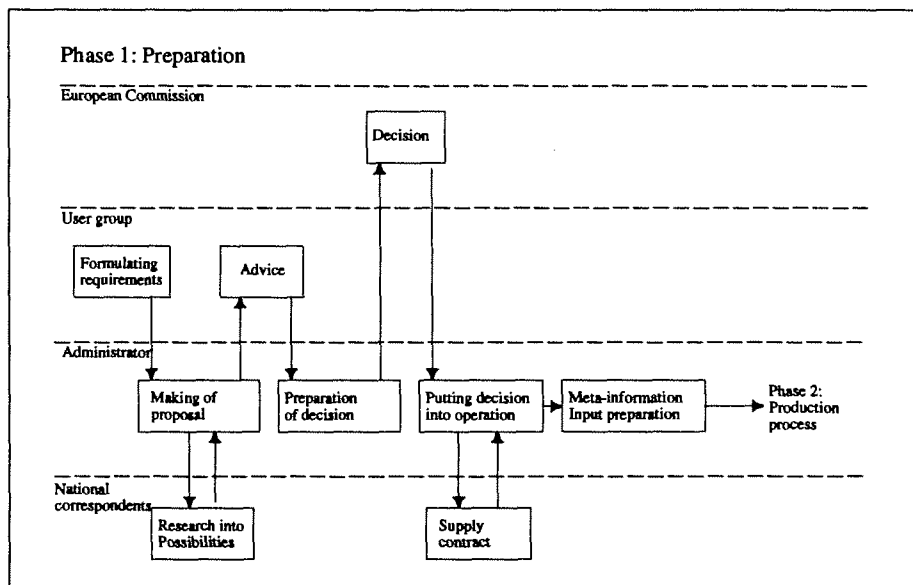 Phase 1: Preparation
European Commission
Decision
User group
Formulating
requirements
Advice
Administrator
Making of
proposal
Preparation
of decision
Putting decision
into operation
Meta-information
Input preparation
Phase 2:
Production
process
National
correspondents
Research into
Possibilities
Supply
contract